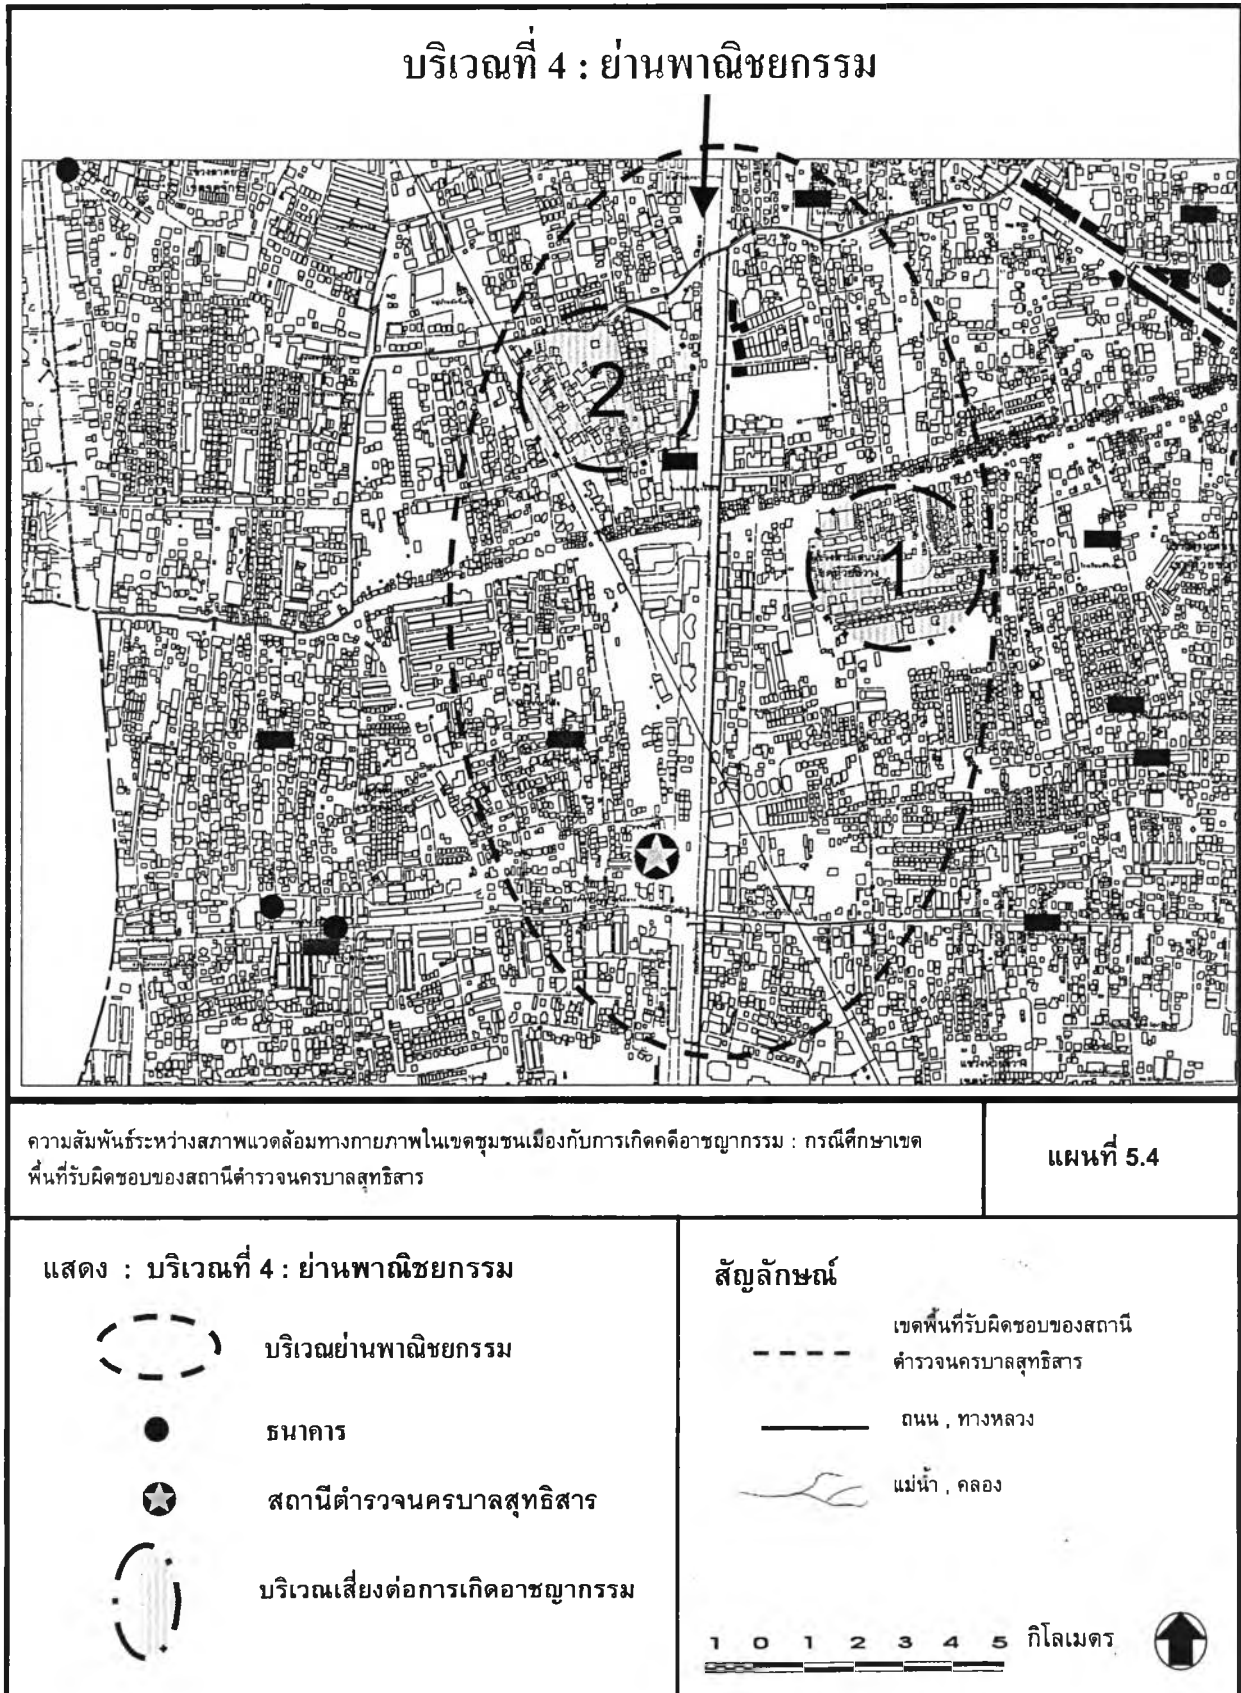 บริเวณที่ 4 : ย่านพาณิชยกรรม
2
1
ความสัมพันธ์ระหว่างสภาพแวดล้อมทางกายภาพในเขตชุมชนเมืองกับการเกิดคดีอาชญากรรม : กรณีศึกษาเขต
พื้นที่รับผิดชอบของสถานีตำรวจนครบาลสุทธิสาร
แผนที่ 5.4
แสดง : บริเวณที่ 4 : ย่านพาณิชยกรรม
บริเวณย่านพาณิชยกรรม
ธนาคาร
สถานีตำรวจนครบาลสุทธิสาร
บริเวณเสี่ยงต่อการเกิดอาชญากรรม
สัญลักษณ์
เขตพื้นที่รับผิดชอบของสถานี
ตำรวจนครบาลสุทธิสาร
ถนน , ทางหลวง
แม่น้ำ , คลอง
1 0 1 2 3 4 5 กิโลเมตร